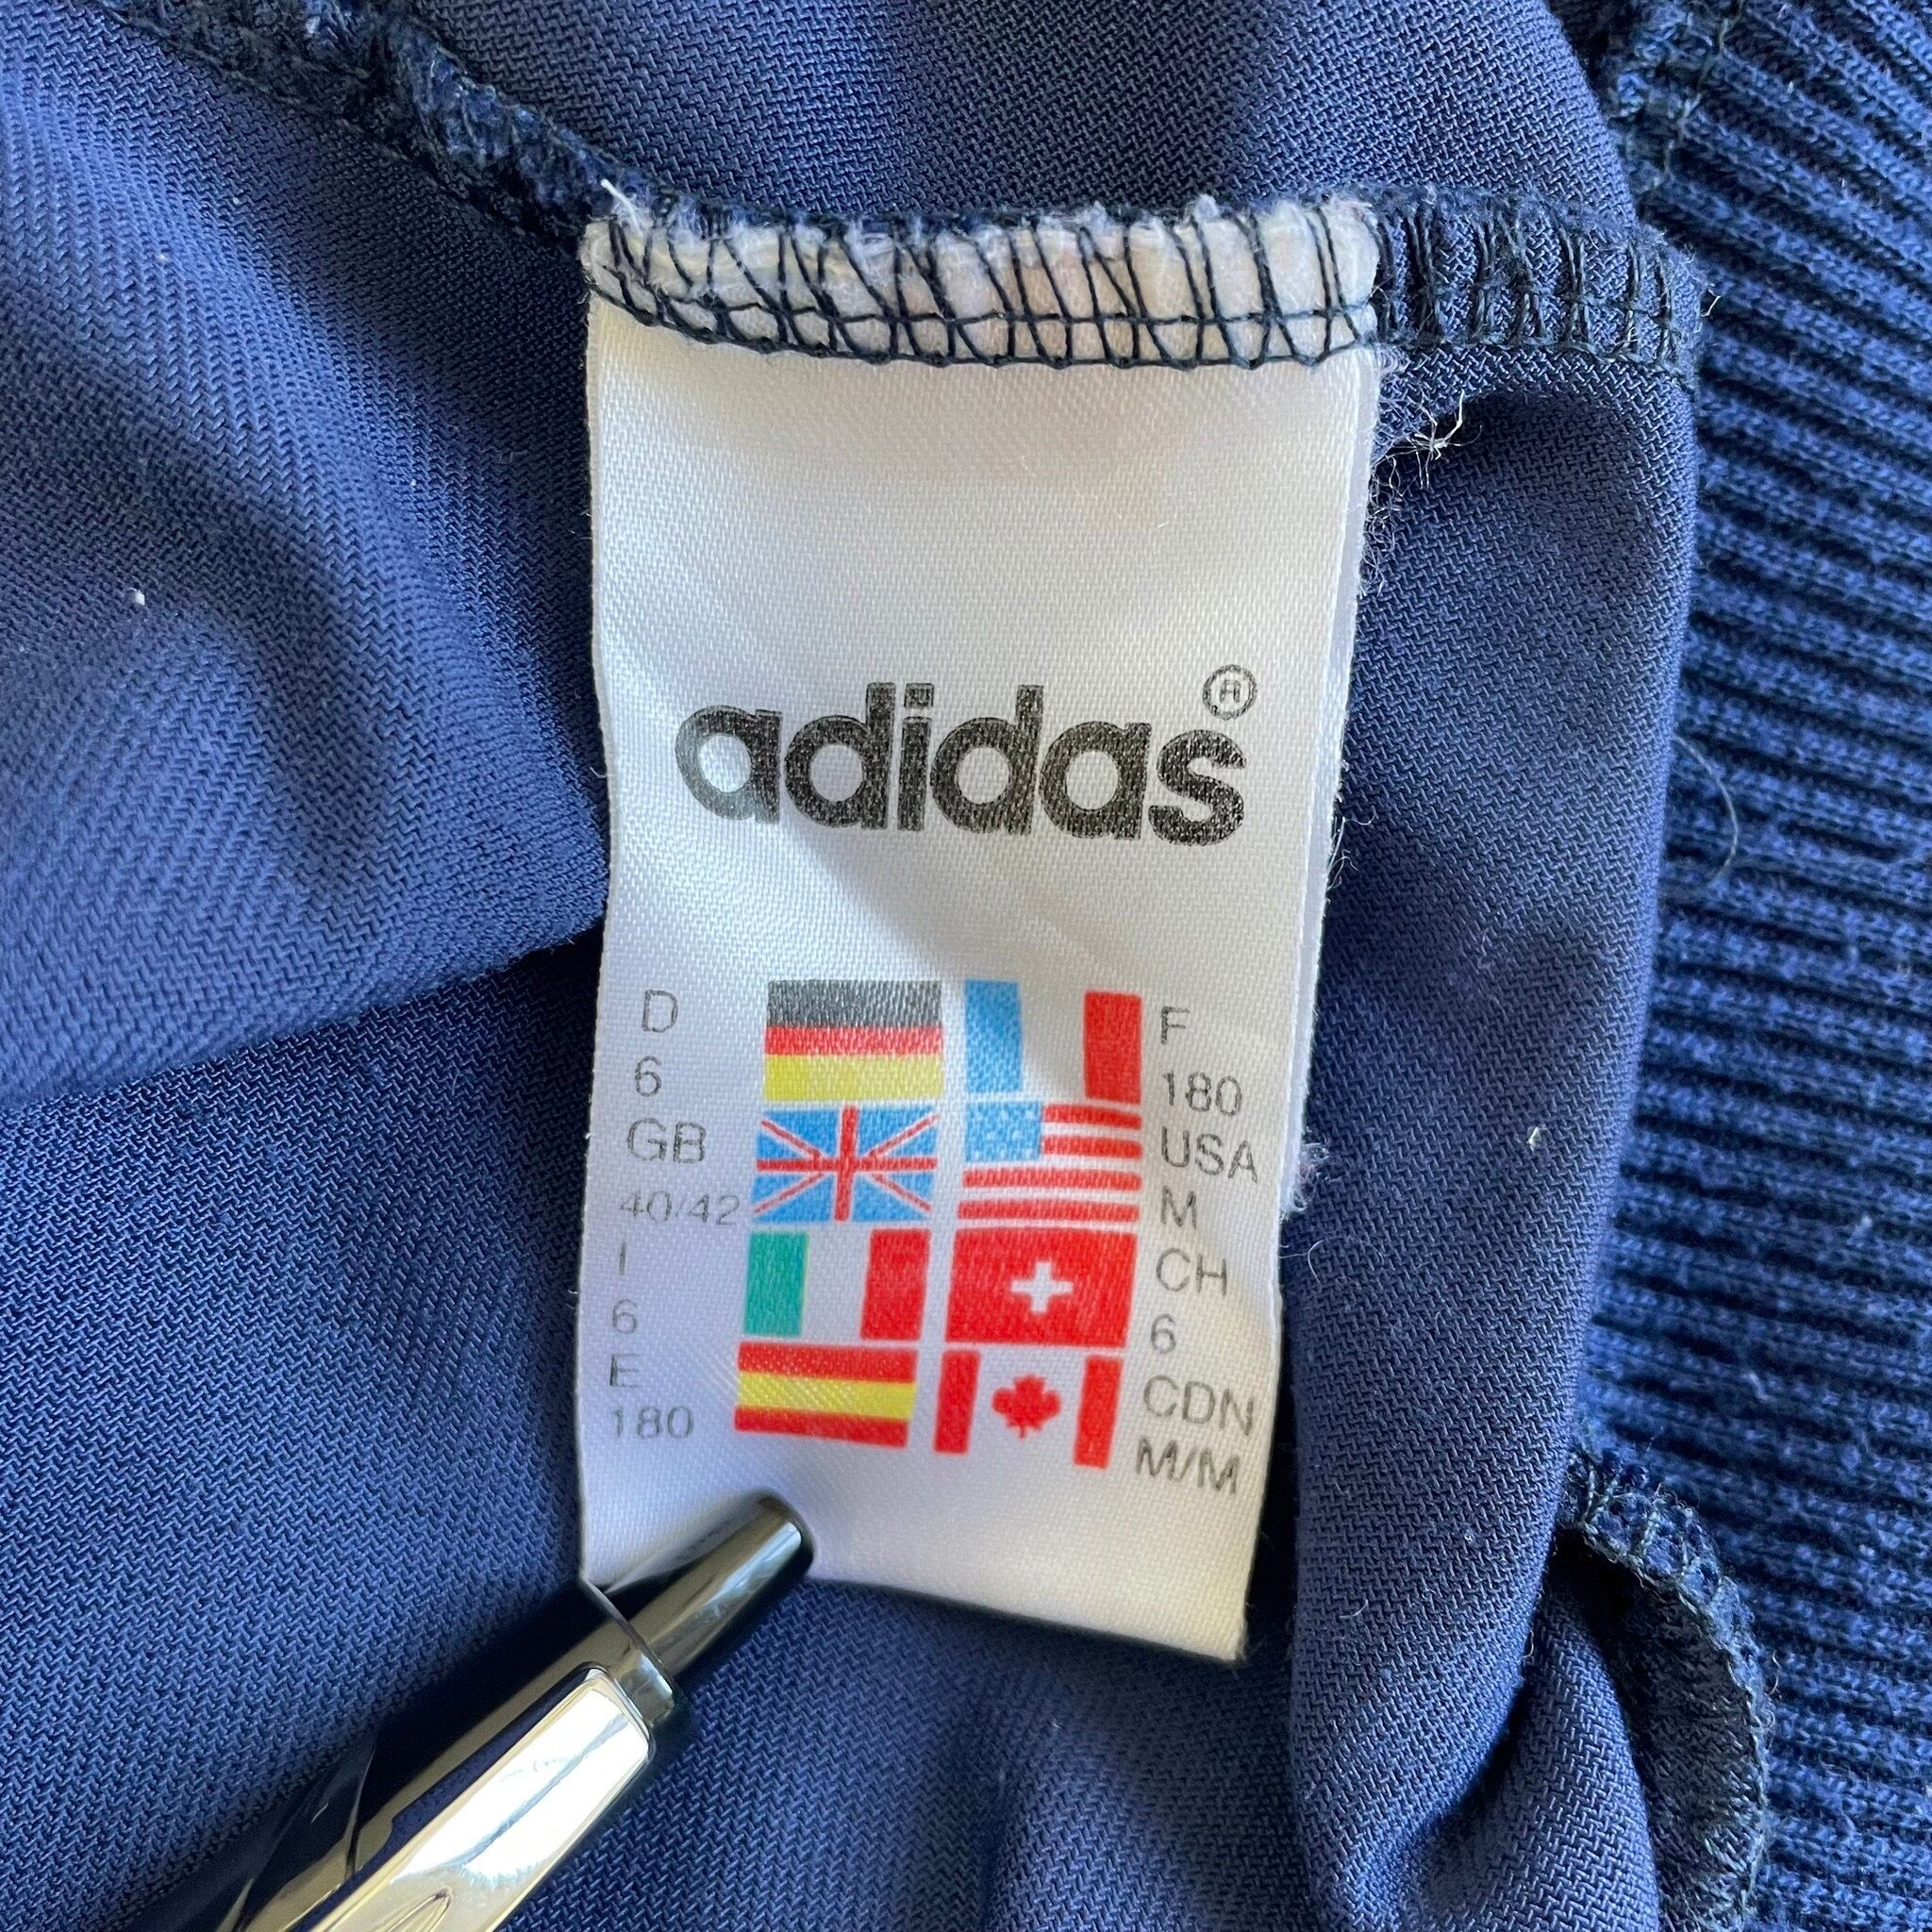 adidas®
D F
6 180
GB USA
40/42 M
I CH
6 6
E CDN
180 M/M